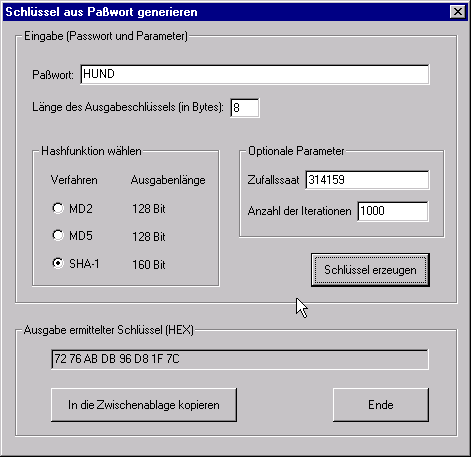 Schlüssel aus Paßwort generieren
Eingabe (Passwort und Parameter)
Paßwort: HUND
Länge des Ausgabeschlüssels (in Bytes): 8
Hashfunktion wählen
Verfahren Ausgabenlänge
MD2 128 Bit
MD5 128 Bit
SHA-1 160 Bit
Optionale Parameter
Zufallssaat 314159
Anzahl der Iterationen 1000
Schlüssel erzeugen
Ausgabe ermittelter Schlüssel (HEX)
72 76 AB DB 96 D8 1F 7C
In die Zwischenablage kopieren Ende